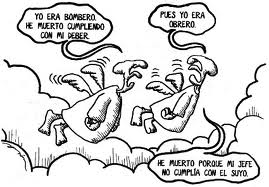 YO ERA BOMBERO.
HE MUERTO CUMPLIENDO
CON MI DEBER.
PUES YO ERA
OBRERO.
HE MUERTO PORQUE MI JEFE
NO CUMPLÍA CON EL SUYO.